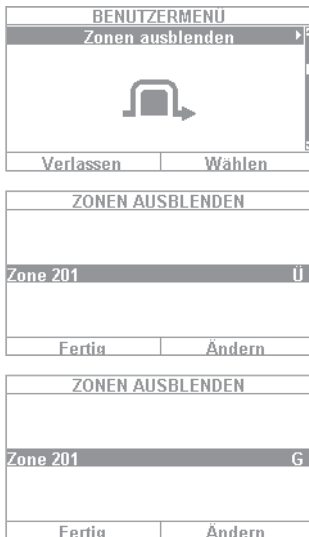 BENUTZERMENÜ
Zonen ausblenden
Verlassen Wählen
ZONEN AUSBLENDEN
Zone 201 Ü
Fertig Ändern
ZONEN AUSBLENDEN
Zone 201 G
Fertig Ändern